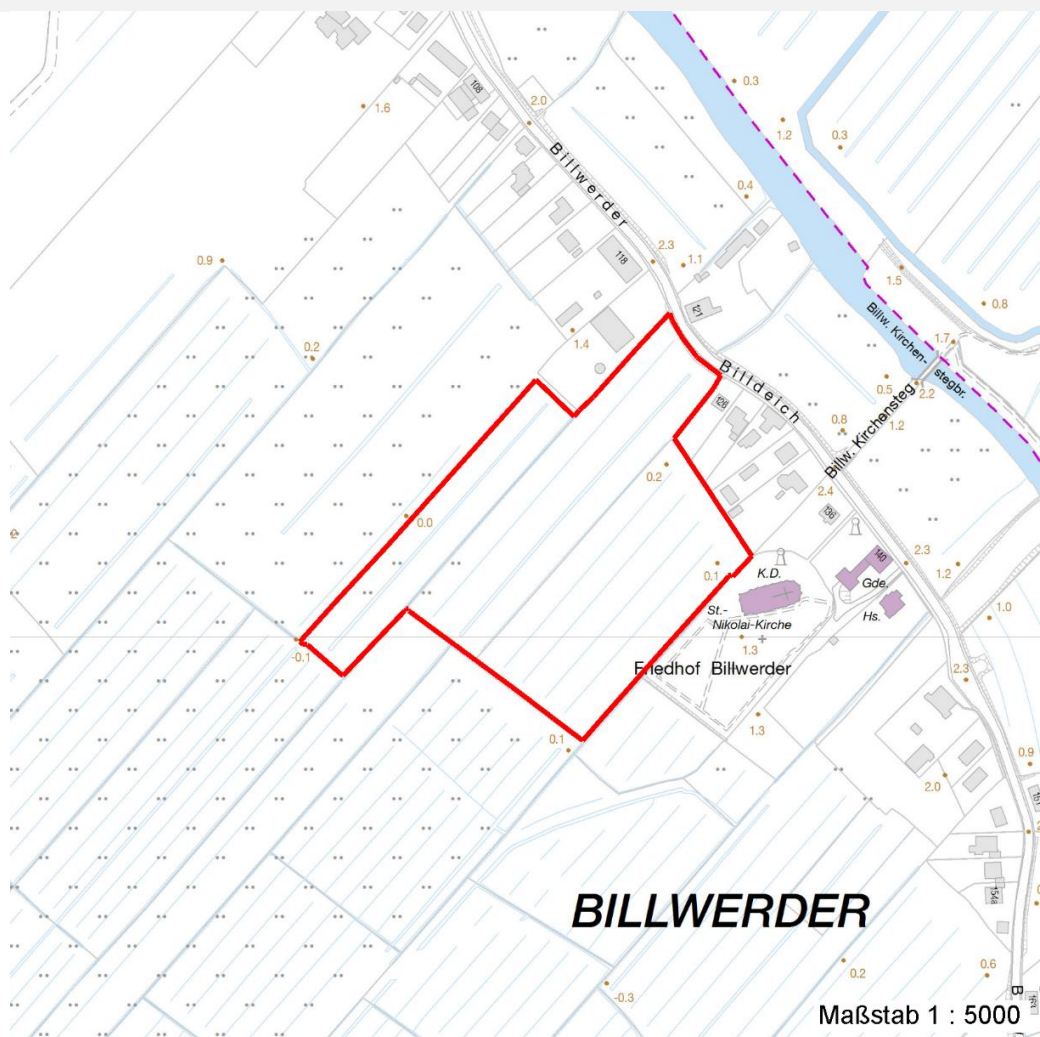 108
1.6
2.0
0.3
1.2
0.3
Billwerder
0.4
2.3
1.1
118
0.9
1.5
0.8
121
1.4
Billw. Kirchen-
stegbr.
1.7
0.2
Billdeich
0.5
2.2
126
Billw. Kirchensteg
0.8
1.2
0.2
2.4
0.0
136
140
2.3
1.2
0.1
K.D.
Gde.
Hs.
St.-
Nikolai-Kirche
1.0
-0.1
1.3
Friedhof Billwerder
2.3
1.3
0.1
0.9
2.0
154a
BILLWERDER
0.2
0.6
-0.3
B
Maßstab 1 : 5000